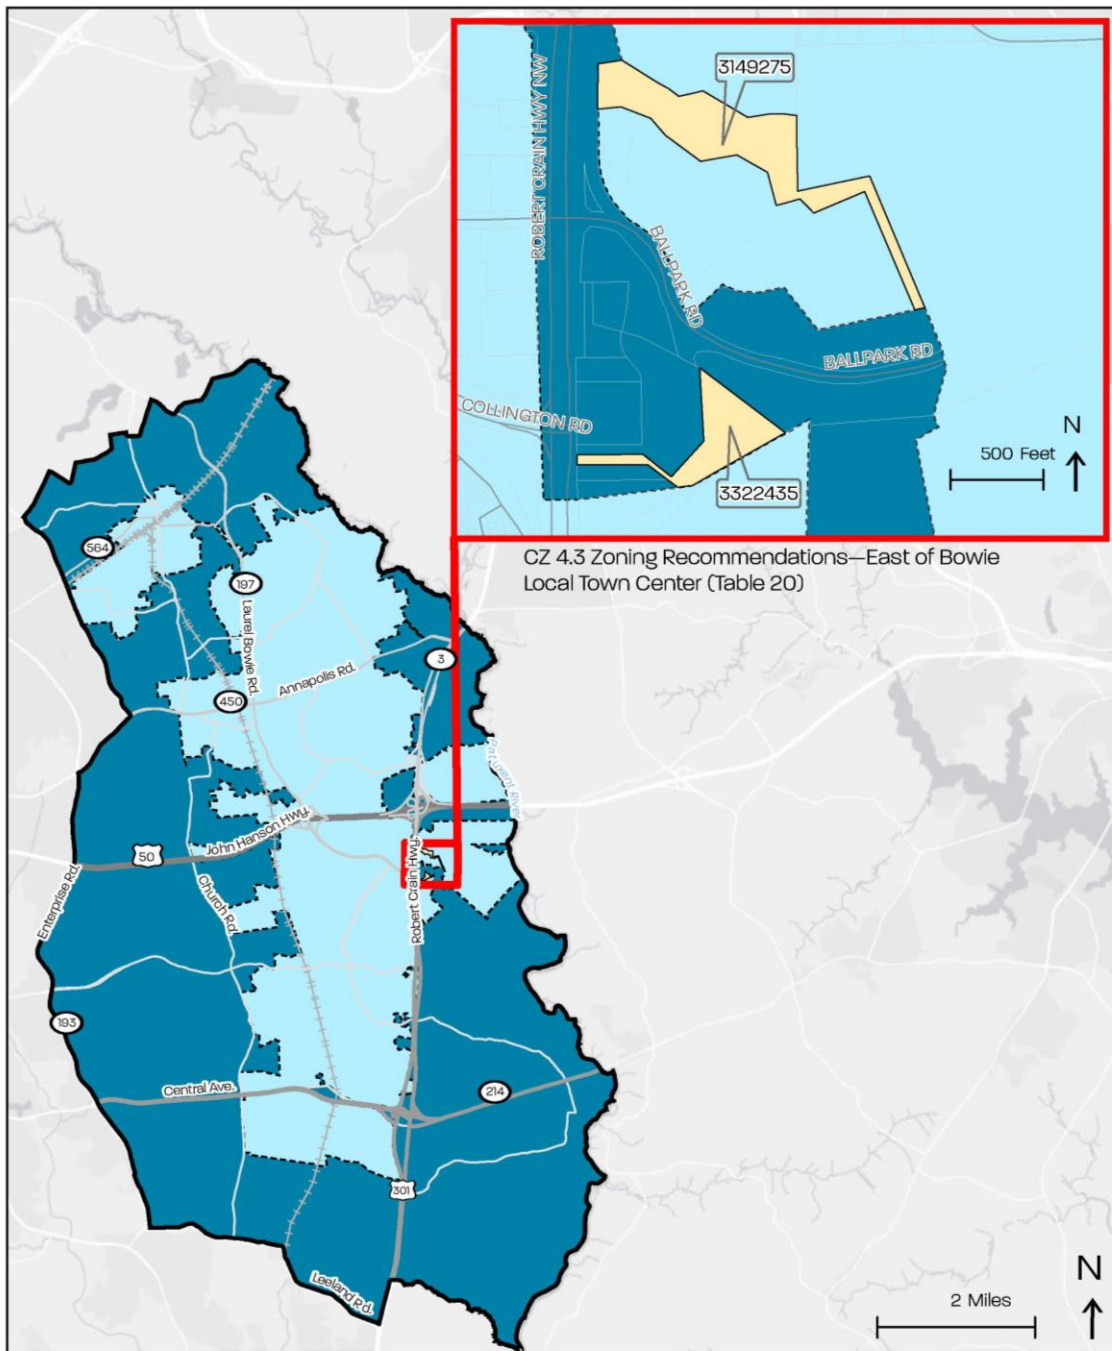 3149275
ROBERT CRAIN HWY NW
BALLPARK RD
BALLPARK RD
COLLINGTON RD
N
500 Feet
3322435
CZ 4.3 Zoning Recommendations—East of Bowie
Local Town Center (Table 20)
564
197
Laurel Bowie Rd.
3
Annapolis Rd.
450
Patuxent River
John Hanson Hwy.
50
Robert Crain Hwy.
Enterprise Rd.
Church Rd.
193
Central Ave.
214
301
Leeland Rd.
N
2 Miles